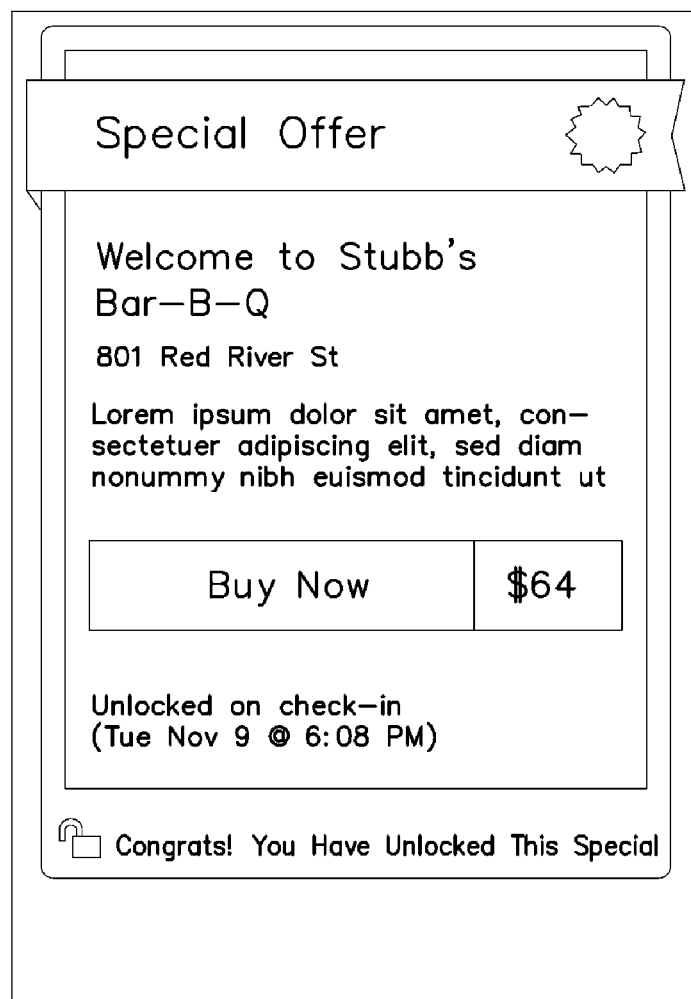 Special Offer
Welcome to Stubb's
Bar-B-Q
801 Red River St
Lorem ipsum dolor sit amet, con-
sectetuer adipiscing elit, sed diam
nonummy nibh euismod tincidunt ut
Buy Now $64
Unlocked on check-in
(Tue Nov 9 @ 6:08 PM)
Congrats! You Have Unlocked This Special